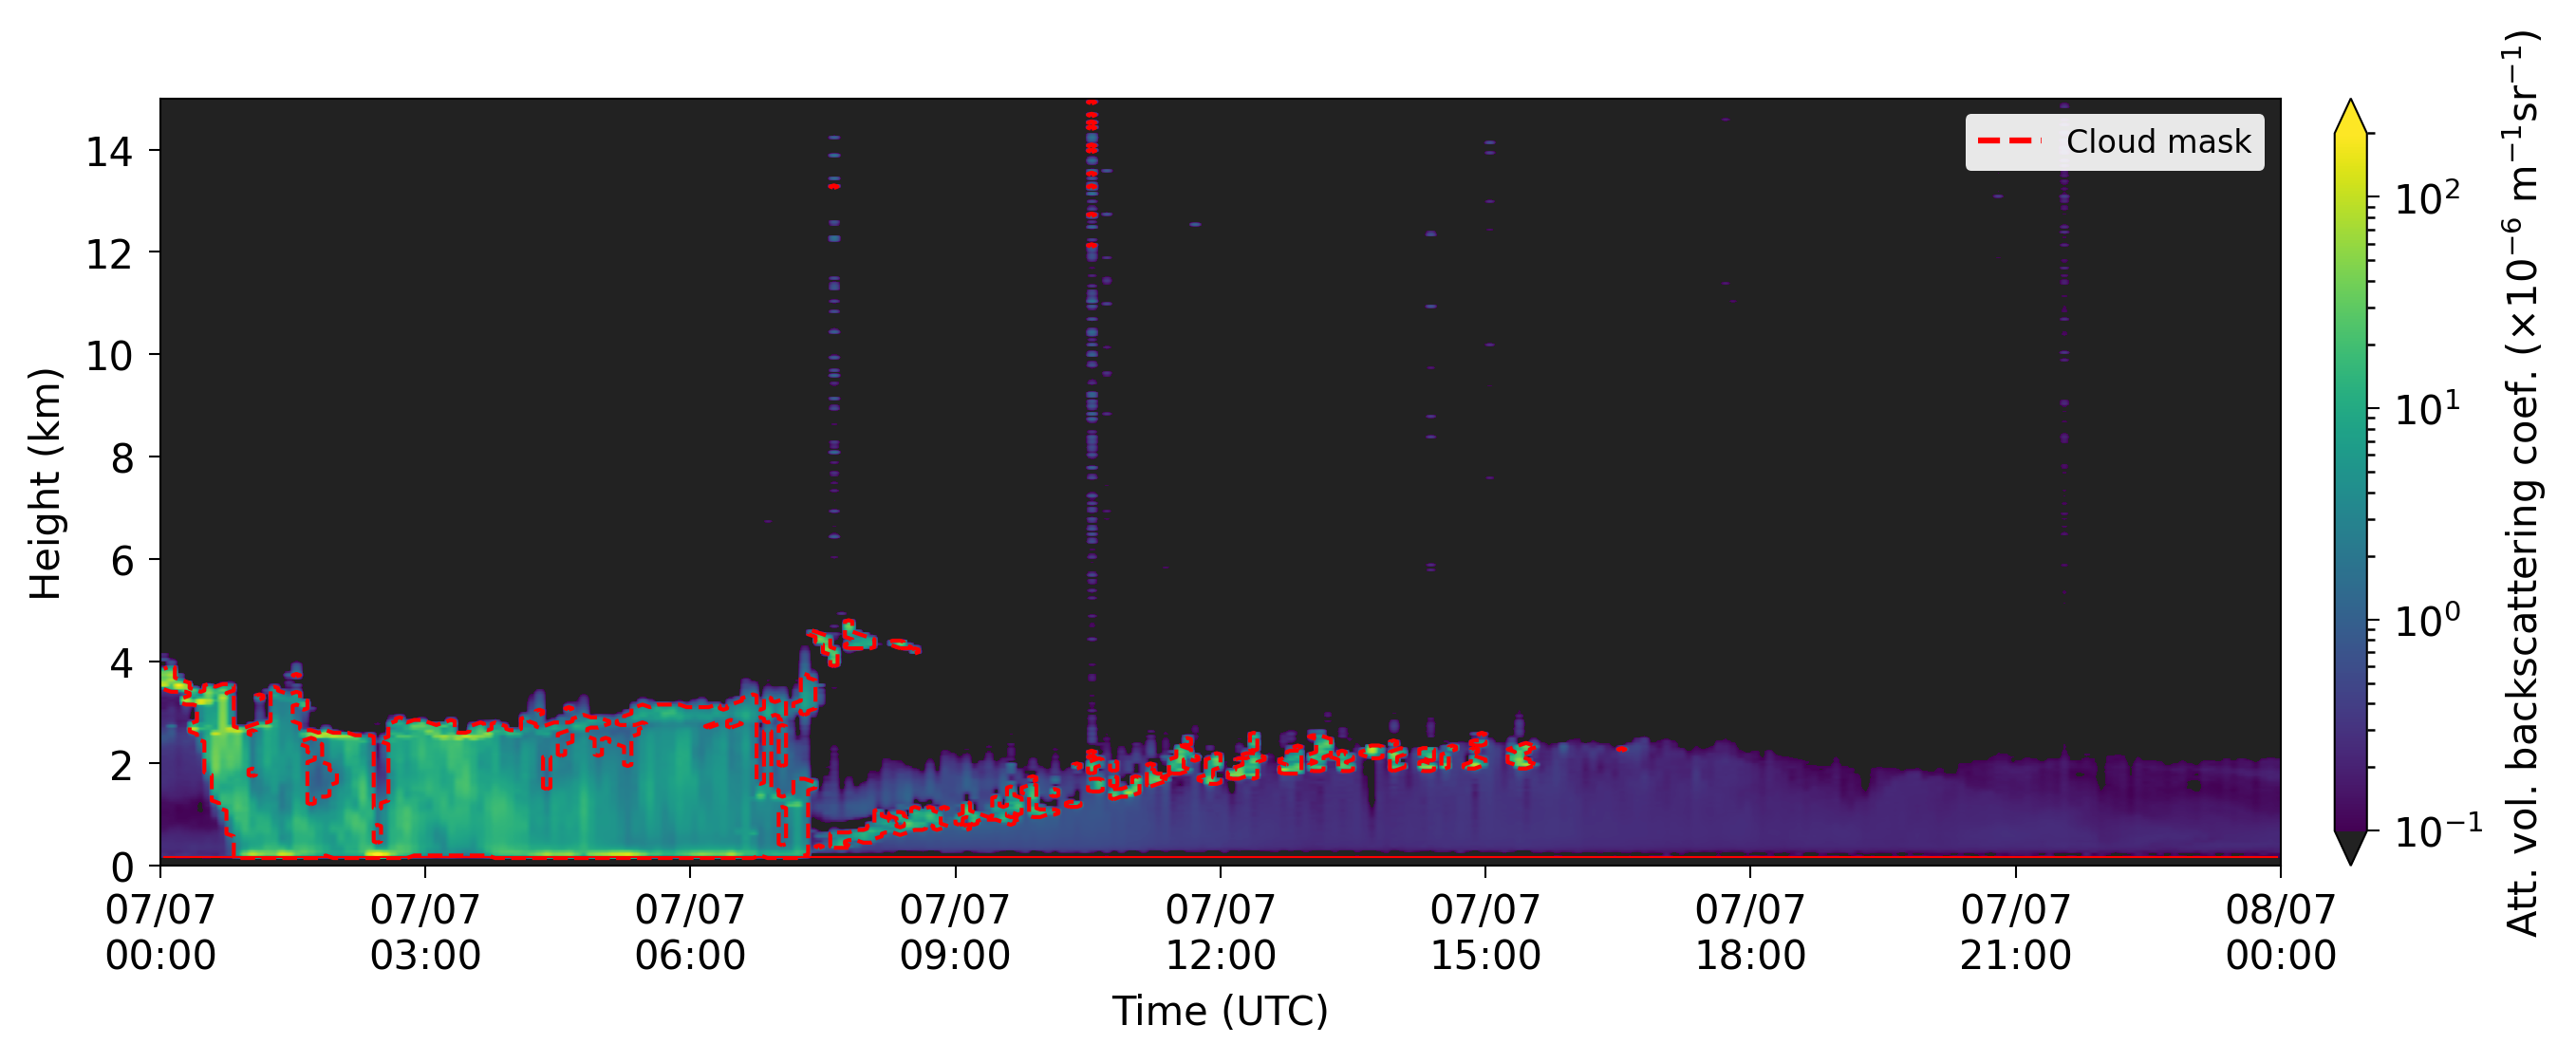 Cloud mask
14
12
10
8
6
4
2
0
Height (km)
07/07 07/07 07/07 07/07 07/07 07/07 07/07 07/07 08/07
00:00 03:00 06:00 09:00 12:00 15:00 18:00 21:00 00:00
Time (UTC)
10²
10¹
10⁰
10⁻¹
Att. vol. backscattering coef. (×10⁻⁶ m⁻¹sr⁻¹)